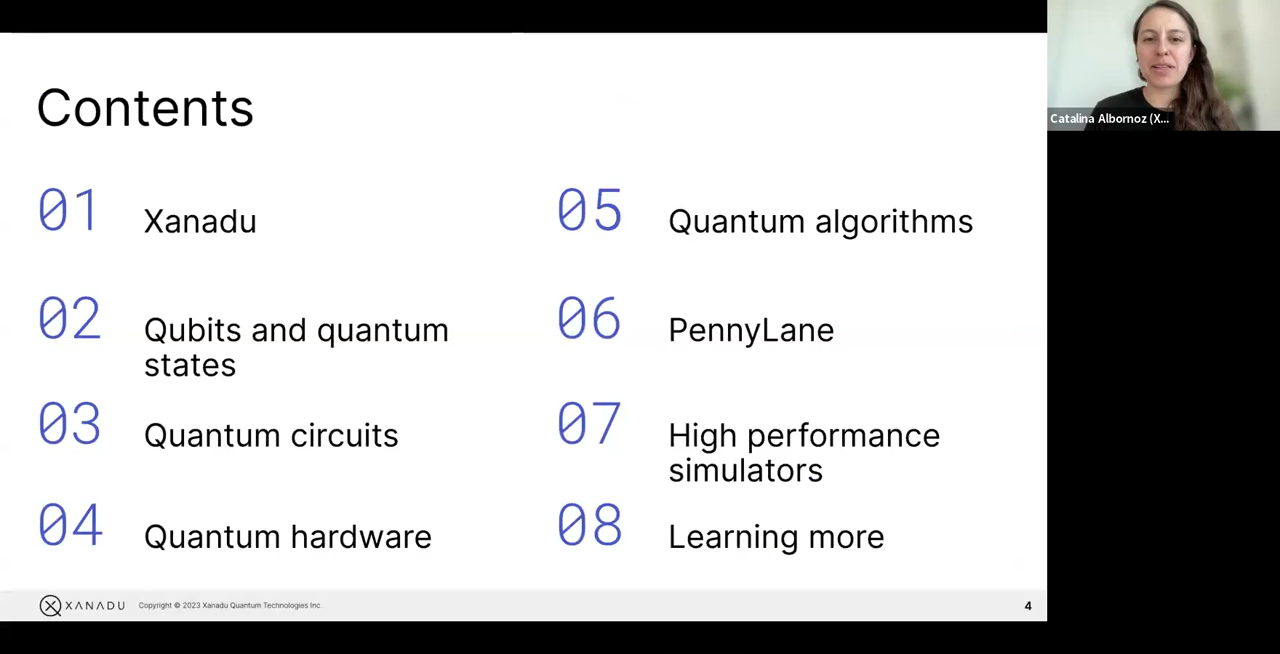 Contents
01 Xanadu
02 Qubits and quantum
states
03 Quantum circuits
04 Quantum hardware
05 Quantum algorithms
06 PennyLane
07 High performance
simulators
08 Learning more
XANADU Copyright © 2023 Xanadu Quantum Technologies Inc.
4
Catalina Albornoz (X...